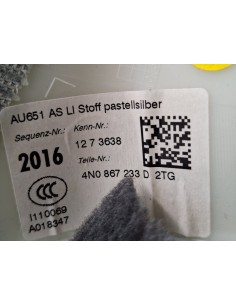 AU651 AS LI Stoff pastellsilber
Sequenz-Nr.: Kenn-Nr.:
2016 12 7 3638
Teile-Nr.:
4N0 867 233 D 2TG
CCC
I110069
A018347